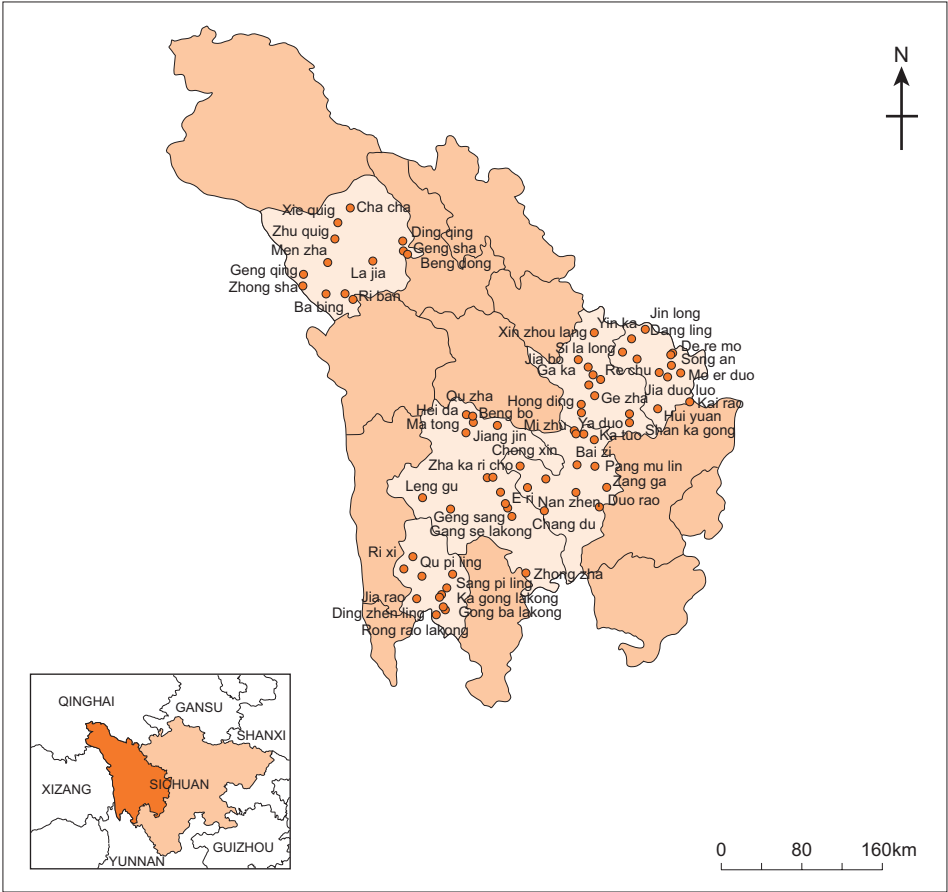 N
Xie quig
Cha cha
Zhu quig
Ding qing
Men zha
Geng sha
Beng dong
Geng qing
La jia
Zhong sha
Ba bing
Ri ban
Jin long
Xin zhou lang
Yin ka
Dang ling
Si la long
De re mo
Jia bo
Song an
Ga ka
Re chu
Mo er duo
Jia duo luo
Qu zha
Hong ding
Ge zha
Kai rao
Hei da
Beng bo
Hui yuan
Ma tong
Mi zhu
Ya duo
Shan ka gong
Jiang jin
Ka tuo
Chong xin
Bai zi
Zha ka ri cho
Pang mu lin
Leng gu
Zang ga
E ri
Nan zhen
Duo rao
Geng sang
Chang du
Gang se lakong
Ri xi
Qu pi ling
Zhong zha
Sang pi ling
Jia rao
Ka gong lakong
Ding zhen ling
Gong ba lakong
Rong rao lakong
QINGHAI
GANSU
SHANXI
XIZANG
SICHUAN
GUIZHOU
YUNNAN
0 80 160km